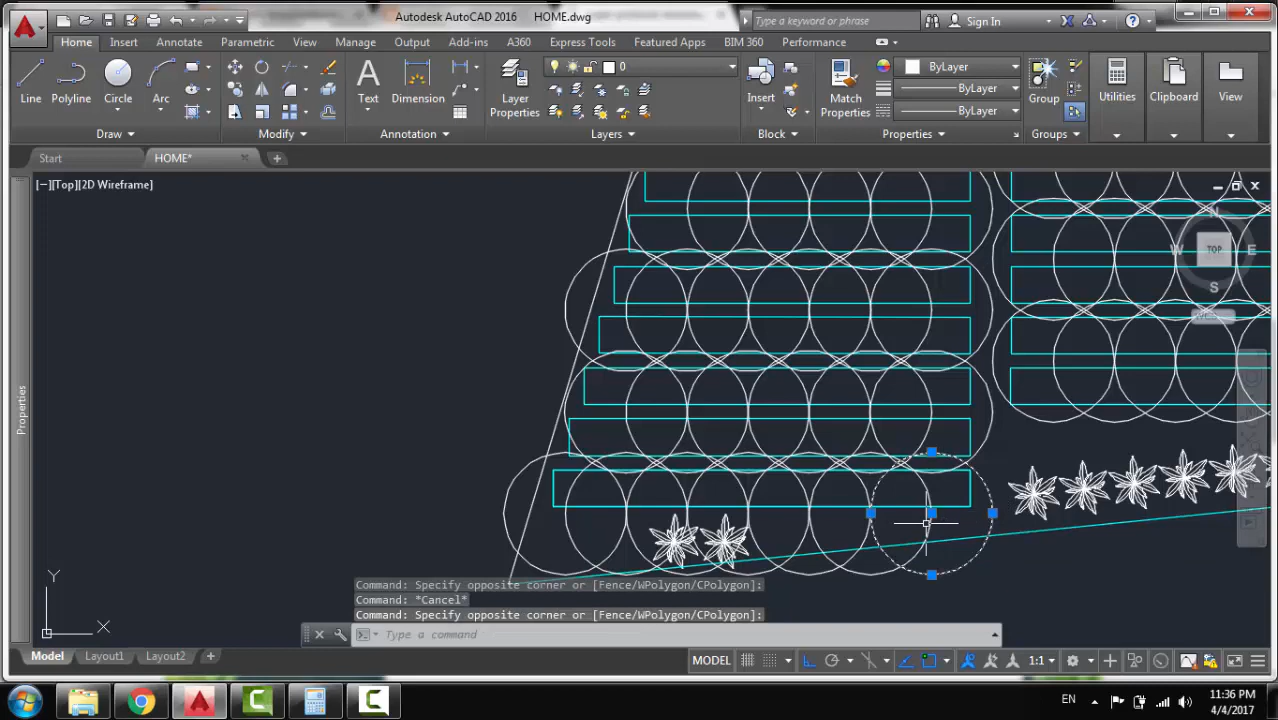 Autodesk AutoCAD 2016 HOME.dwg
Type a keyword or phrase
Sign In
Home Insert Annotate Parametric View Manage Output Add-ins A360 Express Tools Featured Apps BIM 360 Performance
Line Polyline Circle Arc
Text Dimension
Layer Properties
0
Insert
Match Properties
ByLayer
ByLayer
ByLayer
Group
Utilities
Clipboard
View
Draw Modify Annotation Layers Block Properties Groups
Start HOME*
[−][Top][2D Wireframe]
N
W TOP E
S
Properties
Y
X
Command: Specify opposite corner or [Fence/WPolygon/CPolygon]:
Command: *Cancel*
Command: Specify opposite corner or [Fence/WPolygon/CPolygon]:
Type a command
Model Layout1 Layout2
MODEL
1:1
EN
11:36 PM
4/4/2017